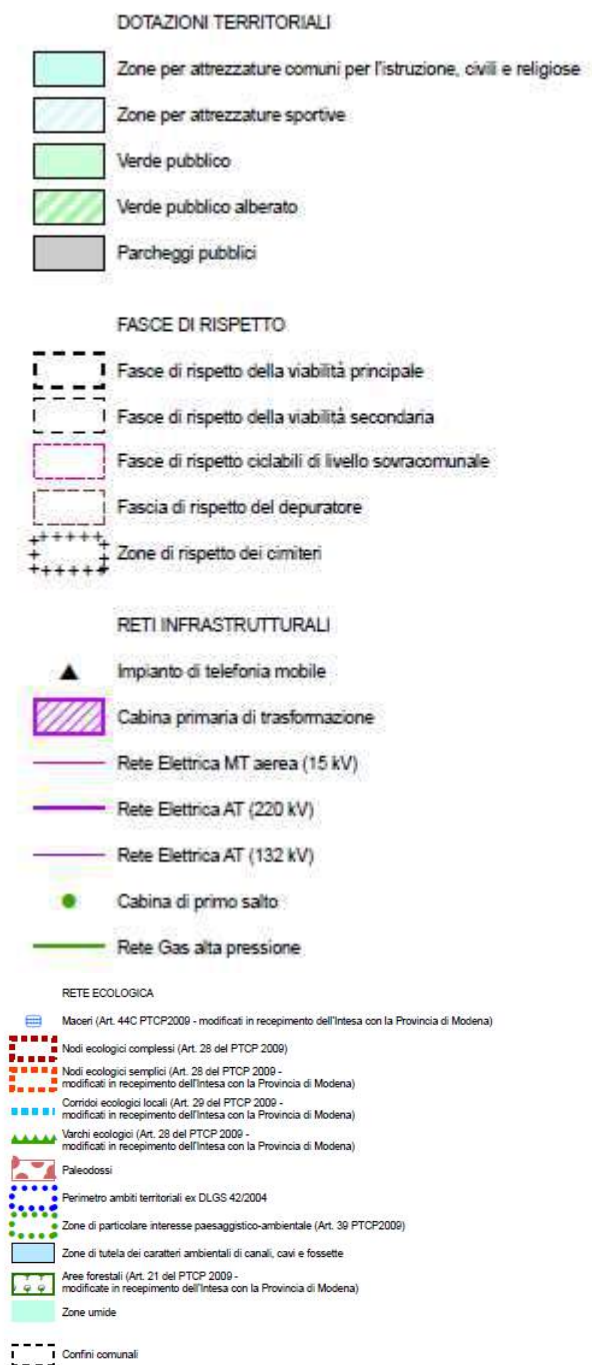 DOTAZIONI TERRITORIALI
Zone per attrezzature comuni per l'istruzione, civili e religiose
Zone per attrezzature sportive
Verde pubblico
Verde pubblico alberato
Parcheggi pubblici
FASCE DI RISPETTO
Fasce di rispetto della viabilità principale
Fasce di rispetto della viabilità secondaria
Fasce di rispetto ciclabili di livello sovracomunale
Fascia di rispetto del depuratore
Zone di rispetto dei cimiteri
RETI INFRASTRUTTURALI
Impianto di telefonia mobile
Cabina primaria di trasformazione
Rete Elettrica MT aerea (15 kV)
Rete Elettrica AT (220 kV)
Rete Elettrica AT (132 kV)
Cabina di primo salto
Rete Gas alta pressione
RETE ECOLOGICA
Maceri (Art. 44C PTCP2009 - modificati in recepimento dell'Intesa con la Provincia di Modena)
Nodi ecologici complessi (Art. 28 del PTCP 2009)
Nodi ecologici semplici (Art. 28 del PTCP 2009 -
modificati in recepimento dell'Intesa con la Provincia di Modena)
Corridoi ecologici locali (Art. 29 del PTCP 2009 -
modificati in recepimento dell'Intesa con la Provincia di Modena)
Varchi ecologici (Art. 28 del PTCP 2009 -
modificati in recepimento dell'Intesa con la Provincia di Modena)
Paleodossi
Perimetro ambiti territoriali ex DLGS 42/2004
Zone di particolare interesse paesaggistico-ambientale (Art. 39 PTCP2009)
Zone di tutela dei caratteri ambientali di canali, cavi e fossette
Aree forestali (Art. 21 del PTCP 2009 -
modificate in recepimento dell'Intesa con la Provincia di Modena)
Zone umide
Confini comunali